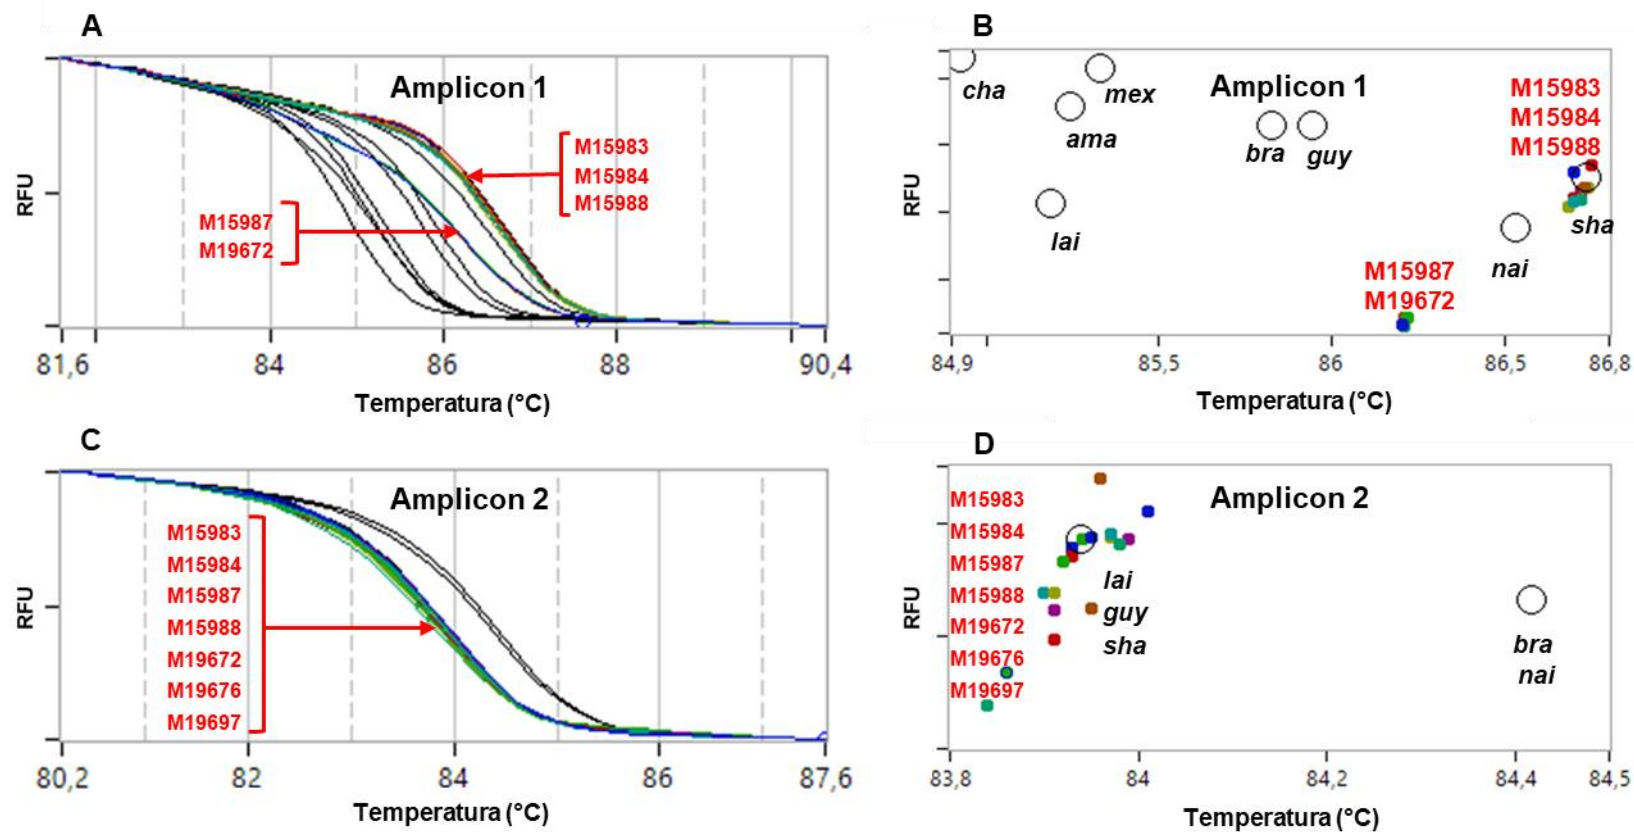 A
Amplicon 1
M15983
M15984
M15988
M15987
M19672
RFU
81,6 84 86 88 90,4
Temperatura (°C)
B
cha
mex
Amplicon 1
M15983
M15984
M15988
ama
bra
guy
RFU
lai
sha
nai
M15987
M19672
84,9 85,5 86 86,5 86,8
Temperatura (°C)
C
Amplicon 2
M15983
M15984
M15987
M15988
M19672
M19676
M19697
RFU
80,2 82 84 86 87,6
Temperatura (°C)
D
Amplicon 2
M15983
M15984
M15987
M15988
M19672
M19676
M19697
RFU
lai
guy
sha
bra
nai
83,8 84 84,2 84,4 84,5
Temperatura (°C)